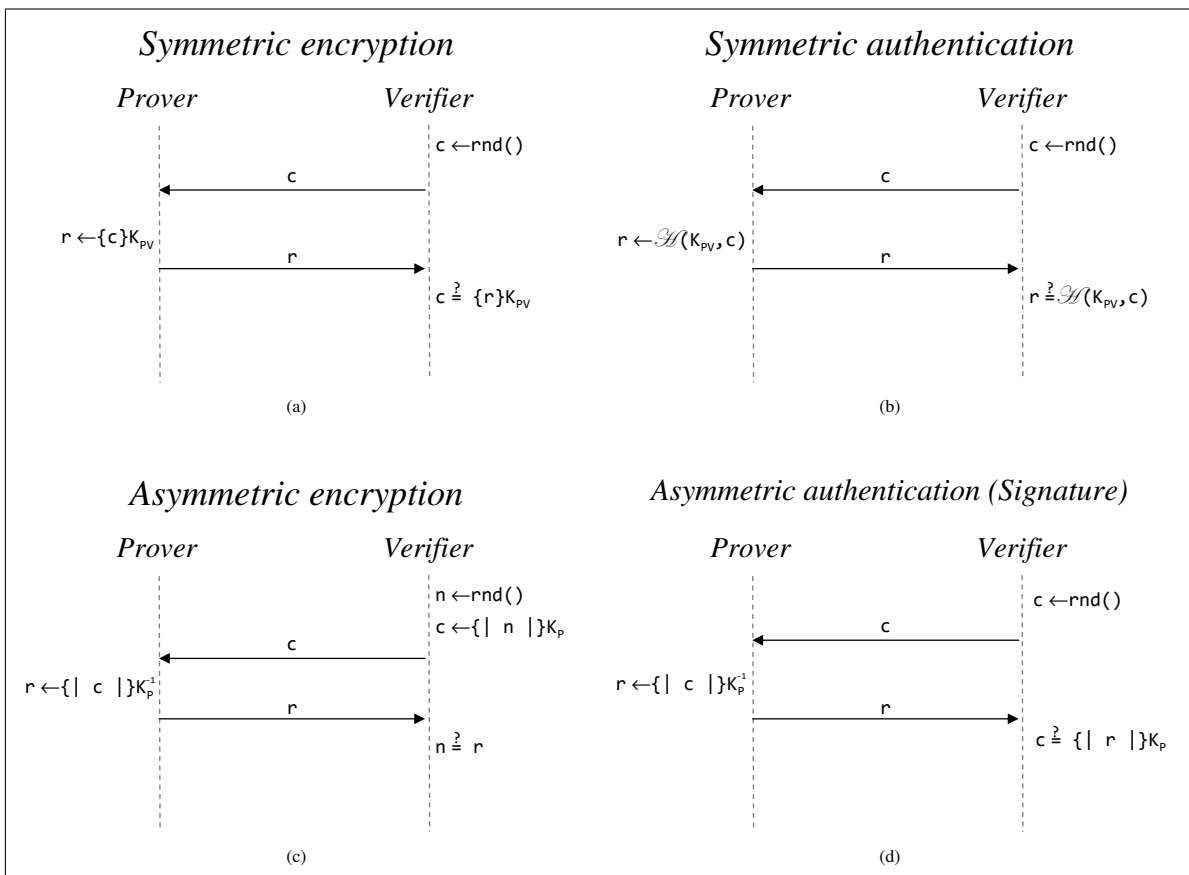 Symmetric encryption
Prover Verifier
c ←rnd()
c
r ←{c}K_PV
r
c ≟ {r}K_PV
(a)
Symmetric authentication
Prover Verifier
c ←rnd()
c
r ← ℋ(K_PV,c)
r
r ≟ ℋ(K_PV,c)
(b)
Asymmetric encryption
Prover Verifier
n ←rnd()
c ←{| n |}K_P
c
r ←{| c |}K_P^-1
r
n ≟ r
(c)
Asymmetric authentication (Signature)
Prover Verifier
c ←rnd()
c
r ←{| c |}K_P^-1
r
c ≟ {| r |}K_P
(d)